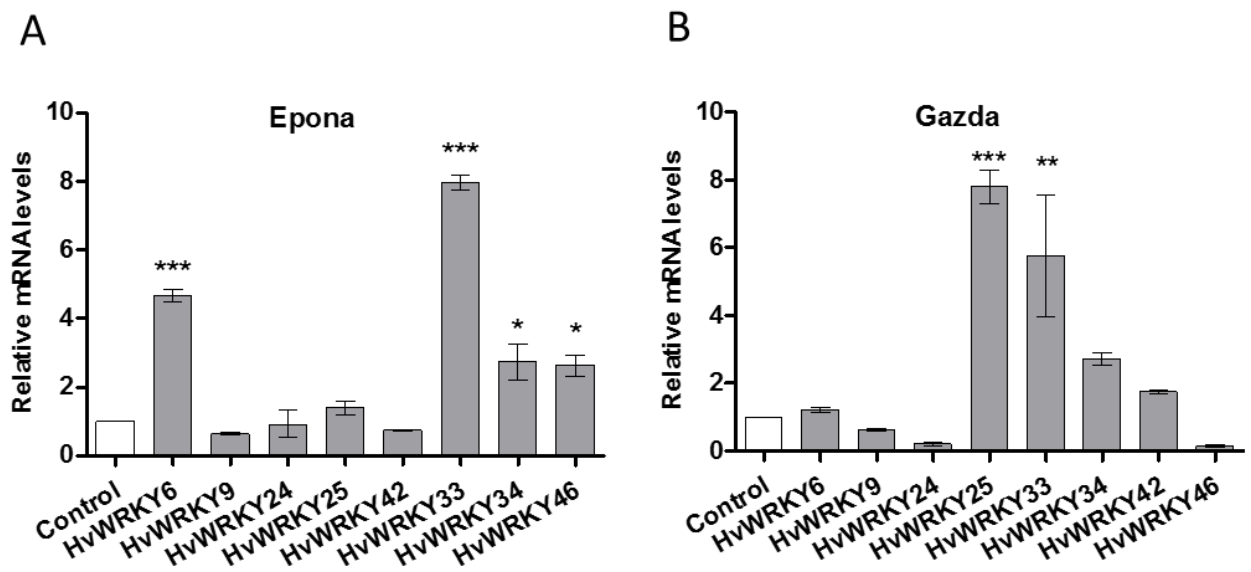 A
Epona
Relative mRNA levels
10
8
6
4
2
0
***
***
*
*
Control
HvWRKY6
HvWRKY9
HvWRKY24
HvWRKY25
HvWRKY42
HvWRKY33
HvWRKY34
HvWRKY46
B
Gazda
Relative mRNA levels
10
8
6
4
2
0
***
**
Control
HvWRKY6
HvWRKY9
HvWRKY24
HvWRKY25
HvWRKY33
HvWRKY34
HvWRKY42
HvWRKY46